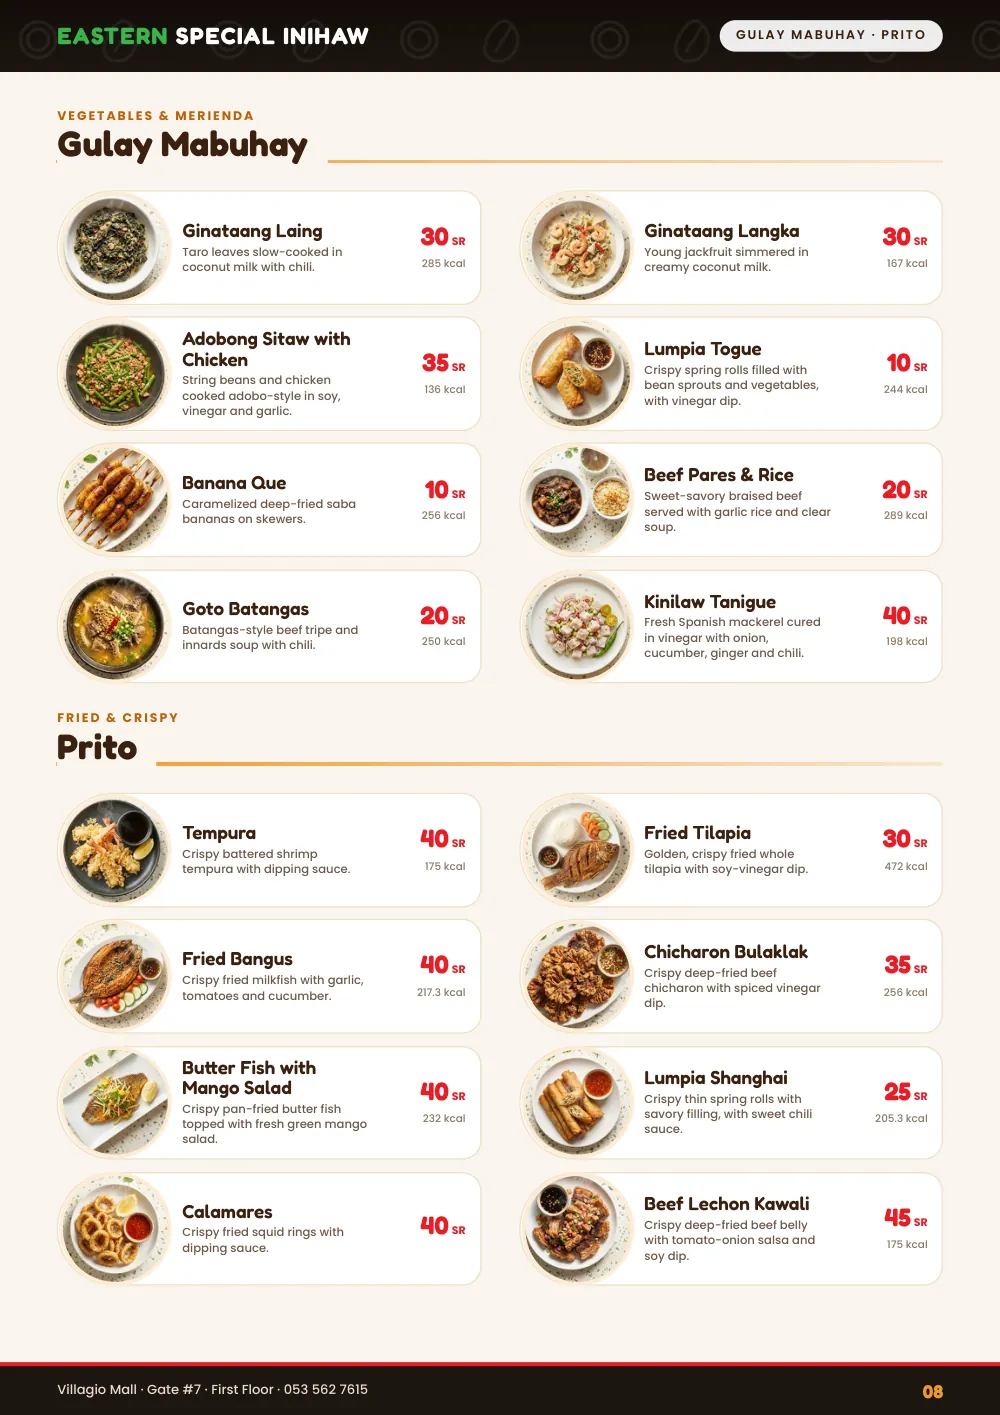 EASTERN SPECIAL INIHAW
GULAY MABUHAY · PRITO
VEGETABLES & MERIENDA
Gulay Mabuhay
Ginataang Laing
Taro leaves slow-cooked in
coconut milk with chili.
30 SR
285 kcal
Ginataang Langka
Young jackfruit simmered in
creamy coconut milk.
30 SR
167 kcal
Adobong Sitaw with
Chicken
String beans and chicken
cooked adobo-style in soy,
vinegar and garlic.
35 SR
136 kcal
Lumpia Togue
Crispy spring rolls filled with
bean sprouts and vegetables,
with vinegar dip.
10 SR
244 kcal
Banana Que
Caramelized deep-fried saba
bananas on skewers.
10 SR
256 kcal
Beef Pares & Rice
Sweet-savory braised beef
served with garlic rice and clear
soup.
20 SR
289 kcal
Goto Batangas
Batangas-style beef tripe and
innards soup with chili.
20 SR
250 kcal
Kinilaw Tanigue
Fresh Spanish mackerel cured
in vinegar with onion,
cucumber, ginger and chili.
40 SR
198 kcal
FRIED & CRISPY
Prito
Tempura
Crispy battered shrimp
tempura with dipping sauce.
40 SR
175 kcal
Fried Tilapia
Golden, crispy fried whole
tilapia with soy-vinegar dip.
30 SR
472 kcal
Fried Bangus
Crispy fried milkfish with garlic,
tomatoes and cucumber.
40 SR
217.3 kcal
Chicharon Bulaklak
Crispy deep-fried beef
chicharon with spiced vinegar
dip.
35 SR
256 kcal
Butter Fish with
Mango Salad
Crispy pan-fried butter fish
topped with fresh green mango
salad.
40 SR
232 kcal
Lumpia Shanghai
Crispy thin spring rolls with
savory filling, with sweet chili
sauce.
25 SR
205.3 kcal
Calamares
Crispy fried squid rings with
dipping sauce.
40 SR
Beef Lechon Kawali
Crispy deep-fried beef belly
with tomato-onion salsa and
soy dip.
45 SR
175 kcal
Villagio Mall · Gate #7 · First Floor · 053 562 7615
08